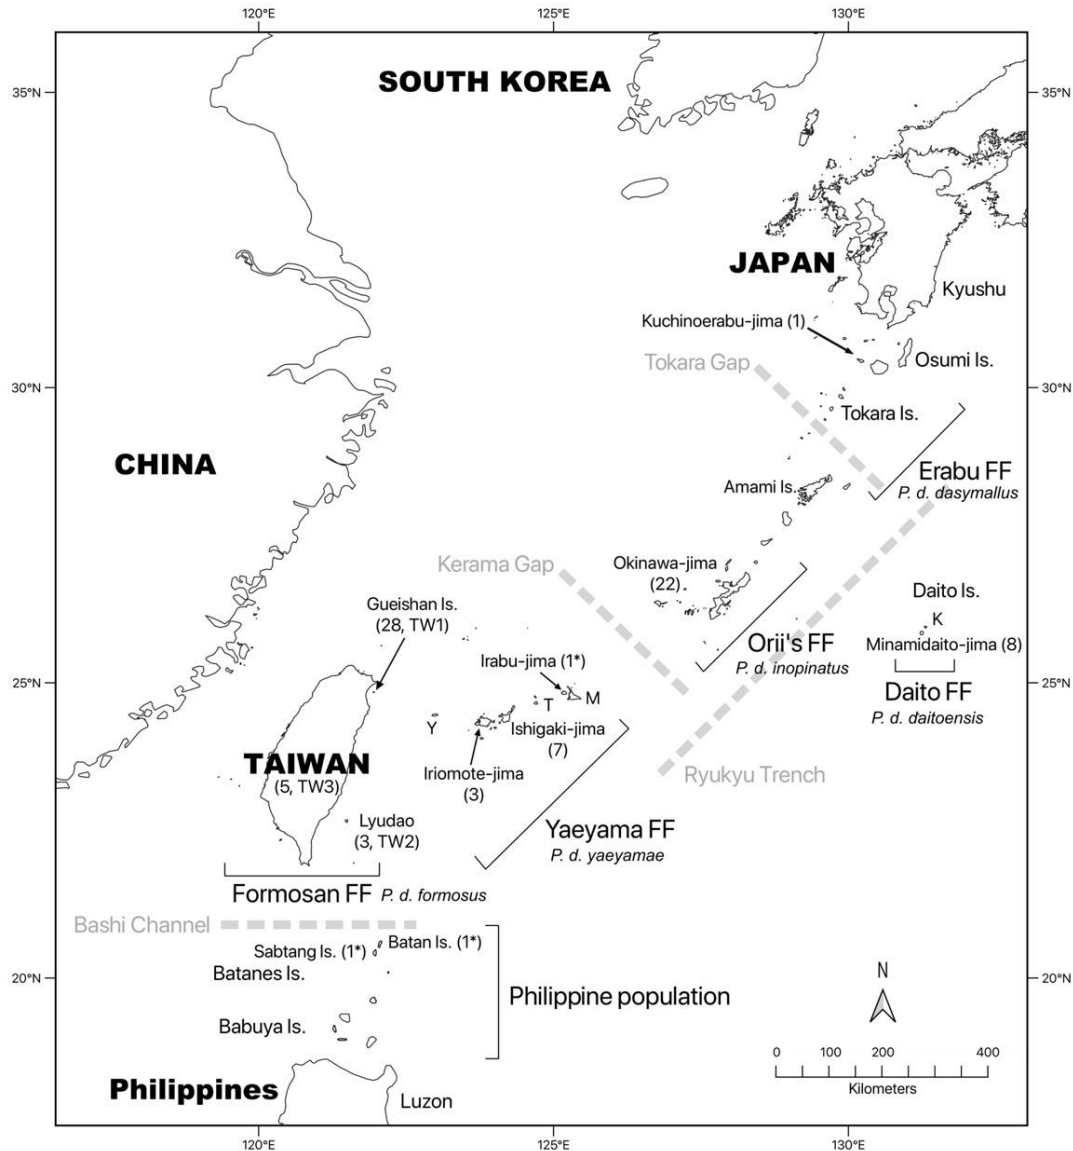 120°E
125°E
130°E
35°N
35°N
SOUTH KOREA
JAPAN
Kyushu
Kuchinoerabu-jima (1)
Osumi Is.
Tokara Gap
30°N
30°N
Tokara Is.
CHINA
Erabu FF
P. d. dasymallus
Amami Is.
Kerama Gap
Okinawa-jima
(22)
Daito Is.
K
Minamidaito-jima (8)
Gueishan Is.
(28, TW1)
Orii's FF
P. d. inopinatus
Irabu-jima (1*)
25°N
25°N
Daito FF
P. d. daitoensis
M
T
Y
Ishigaki-jima
(7)
TAIWAN
(5, TW3)
Iriomote-jima
(3)
Ryukyu Trench
Lyudao
(3, TW2)
Yaeyama FF
P. d. yaeyamae
Formosan FF P. d. formosus
Bashi Channel
Sabtang Is. (1*)
Batan Is. (1*)
Batanes Is.
20°N
20°N
N
Philippine population
Babuya Is.
0 100 200 400
Kilometers
Philippines
Luzon
120°E
125°E
130°E